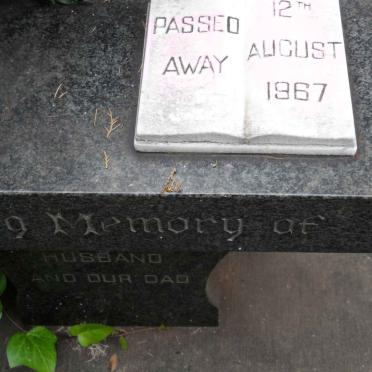 PASSED
AWAY
12TH
AUGUST
1967
g Memory of
HUSBAND
AND OUR DAD